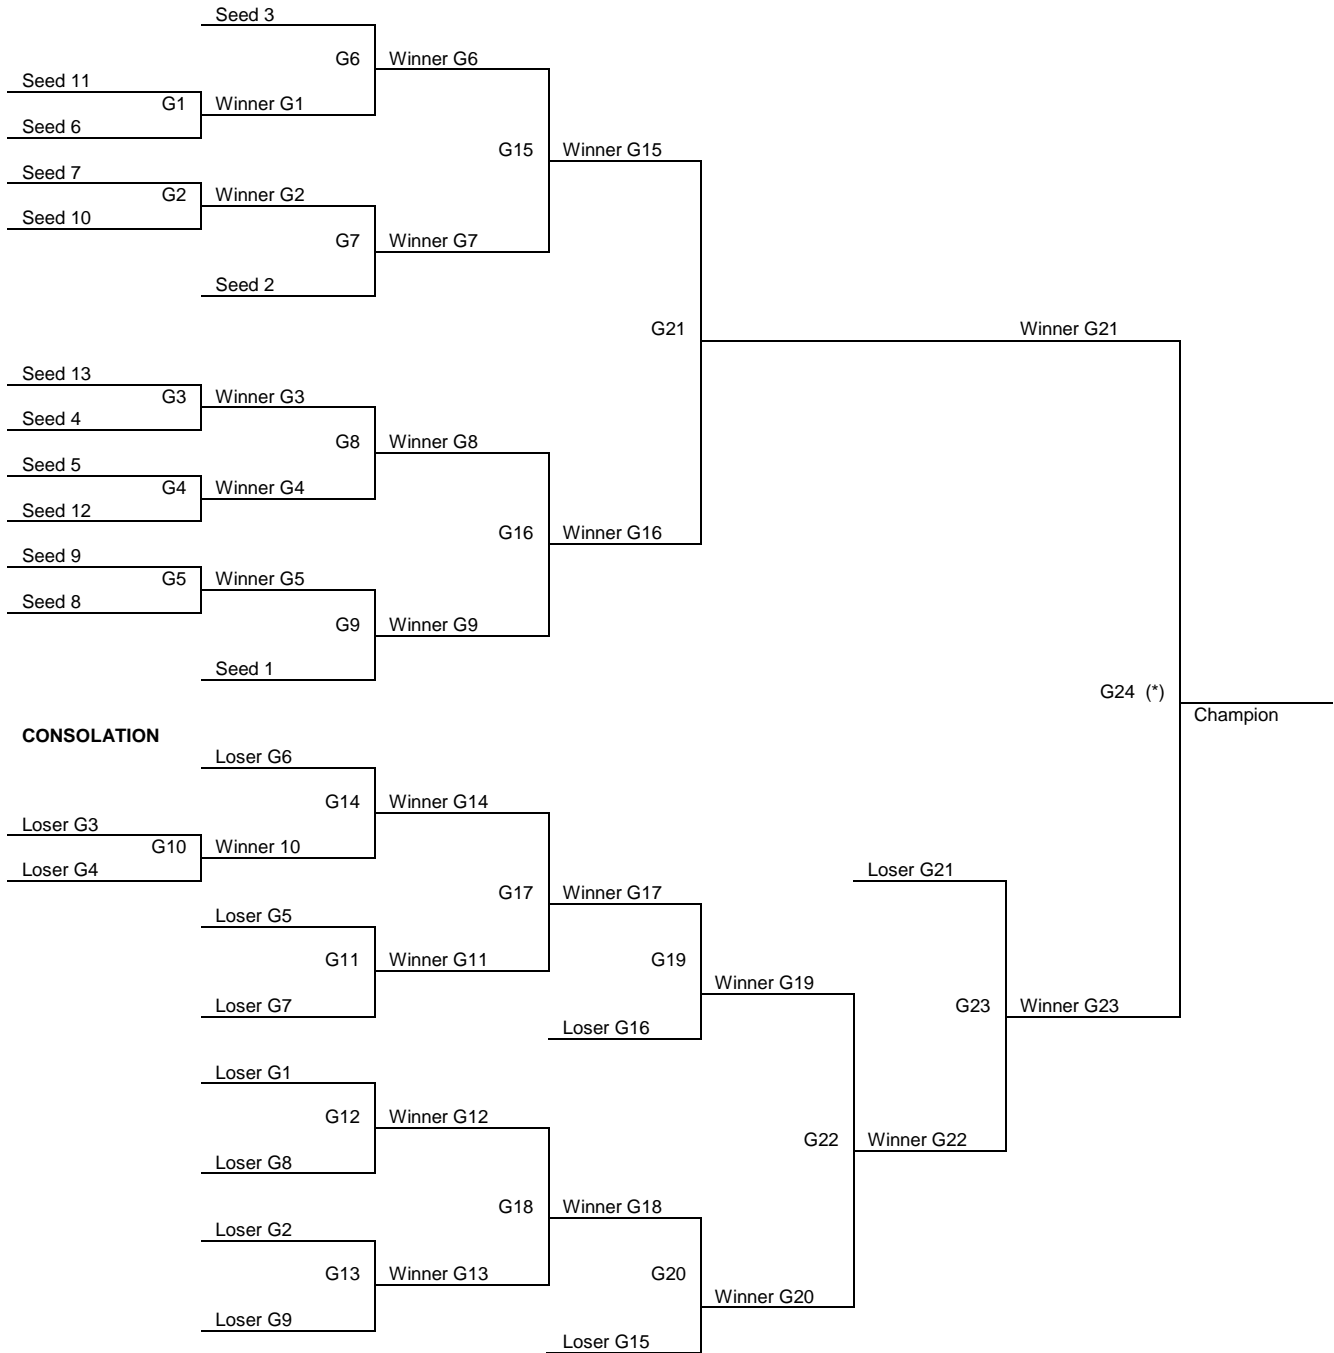 Seed 3
G6 Winner G6
Seed 11
G1 Winner G1
Seed 6
G15 Winner G15
Seed 7
G2 Winner G2
Seed 10
G7 Winner G7
Seed 2
G21 Winner G21
Seed 13
G3 Winner G3
Seed 4
G8 Winner G8
Seed 5
G4 Winner G4
Seed 12
G16 Winner G16
Seed 9
G5 Winner G5
Seed 8
G9 Winner G9
Seed 1
G24 (*)
Champion
CONSOLATION
Loser G6
G14 Winner G14
Loser G3
G10 Winner 10
Loser G4
Loser G21
G17 Winner G17
Loser G5
G11 Winner G11
G19
Winner G19
Loser G7
G23 Winner G23
Loser G16
Loser G1
G12 Winner G12
G22 Winner G22
Loser G8
G18 Winner G18
Loser G2
G13 Winner G13
G20
Winner G20
Loser G9
Loser G15